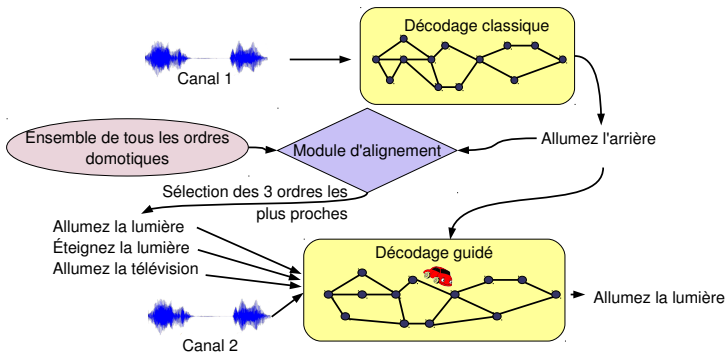 Décodage classique
Canal 1
Ensemble de tous les ordres
domotiques
Module d'alignement
Allumez l'arrière
Sélection des 3 ordres les
plus proches
Allumez la lumière
Éteignez la lumière
Allumez la télévision
Décodage guidé
Allumez la lumière
Canal 2